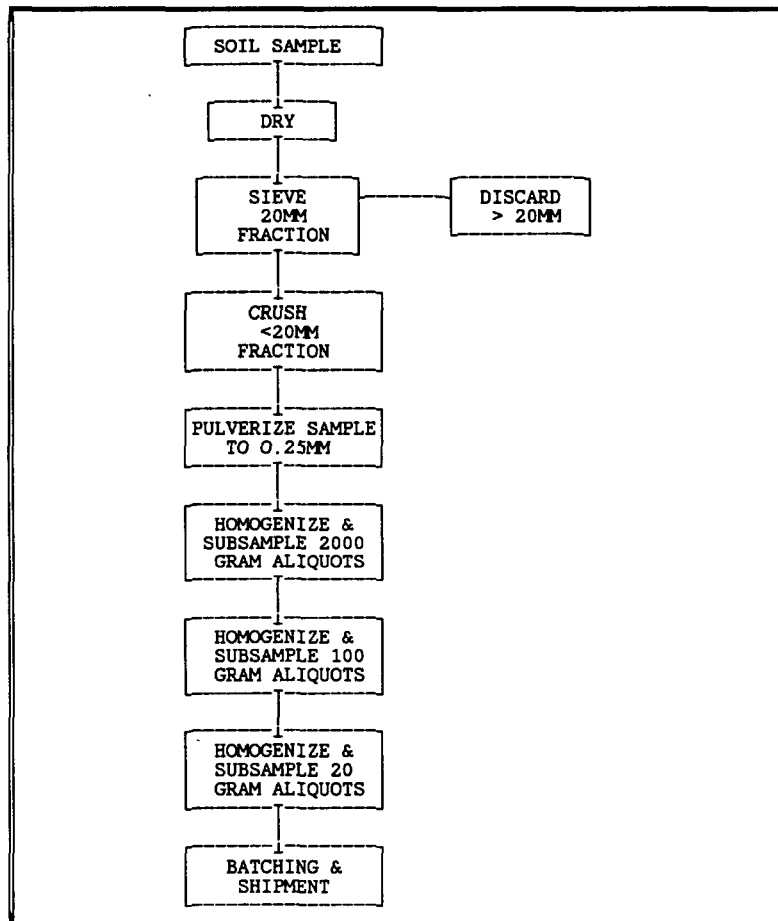 SOIL SAMPLE
DRY
SIEVE
20MM
FRACTION
DISCARD
> 20MM
CRUSH
<20MM
FRACTION
PULVERIZE SAMPLE
TO 0.25MM
HOMOGENIZE &
SUBSAMPLE 2000
GRAM ALIQUOTS
HOMOGENIZE &
SUBSAMPLE 100
GRAM ALIQUOTS
HOMOGENIZE &
SUBSAMPLE 20
GRAM ALIQUOTS
BATCHING &
SHIPMENT